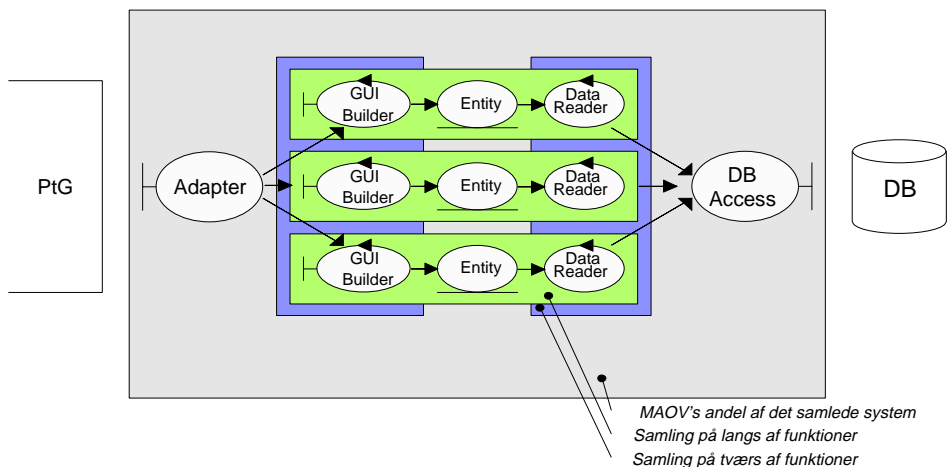 GUI
Builder
Entity
Data
Reader
PtG
Adapter
GUI
Builder
Entity
Data
Reader
DB
Access
DB
GUI
Builder
Entity
Data
Reader
MAOV's andel af det samlede system
Samling på langs af funktioner
Samling på tværs af funktioner